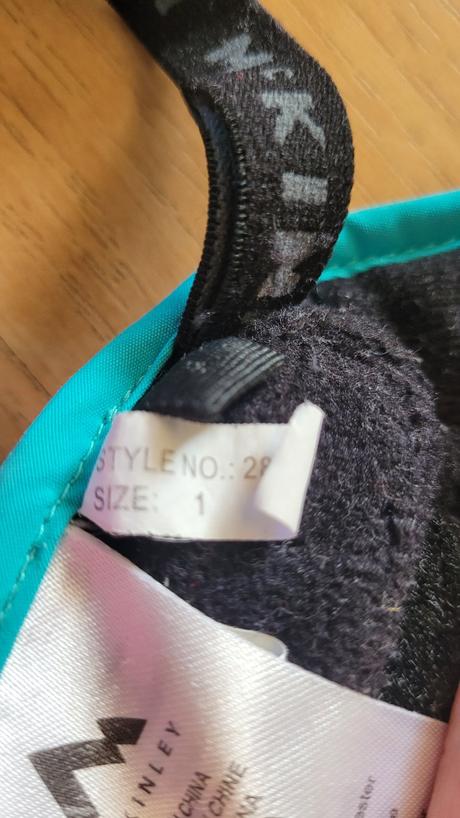 McKIN
STYLE NO.: 28
SIZE: 1
KINLEY
CHINA
CHINE